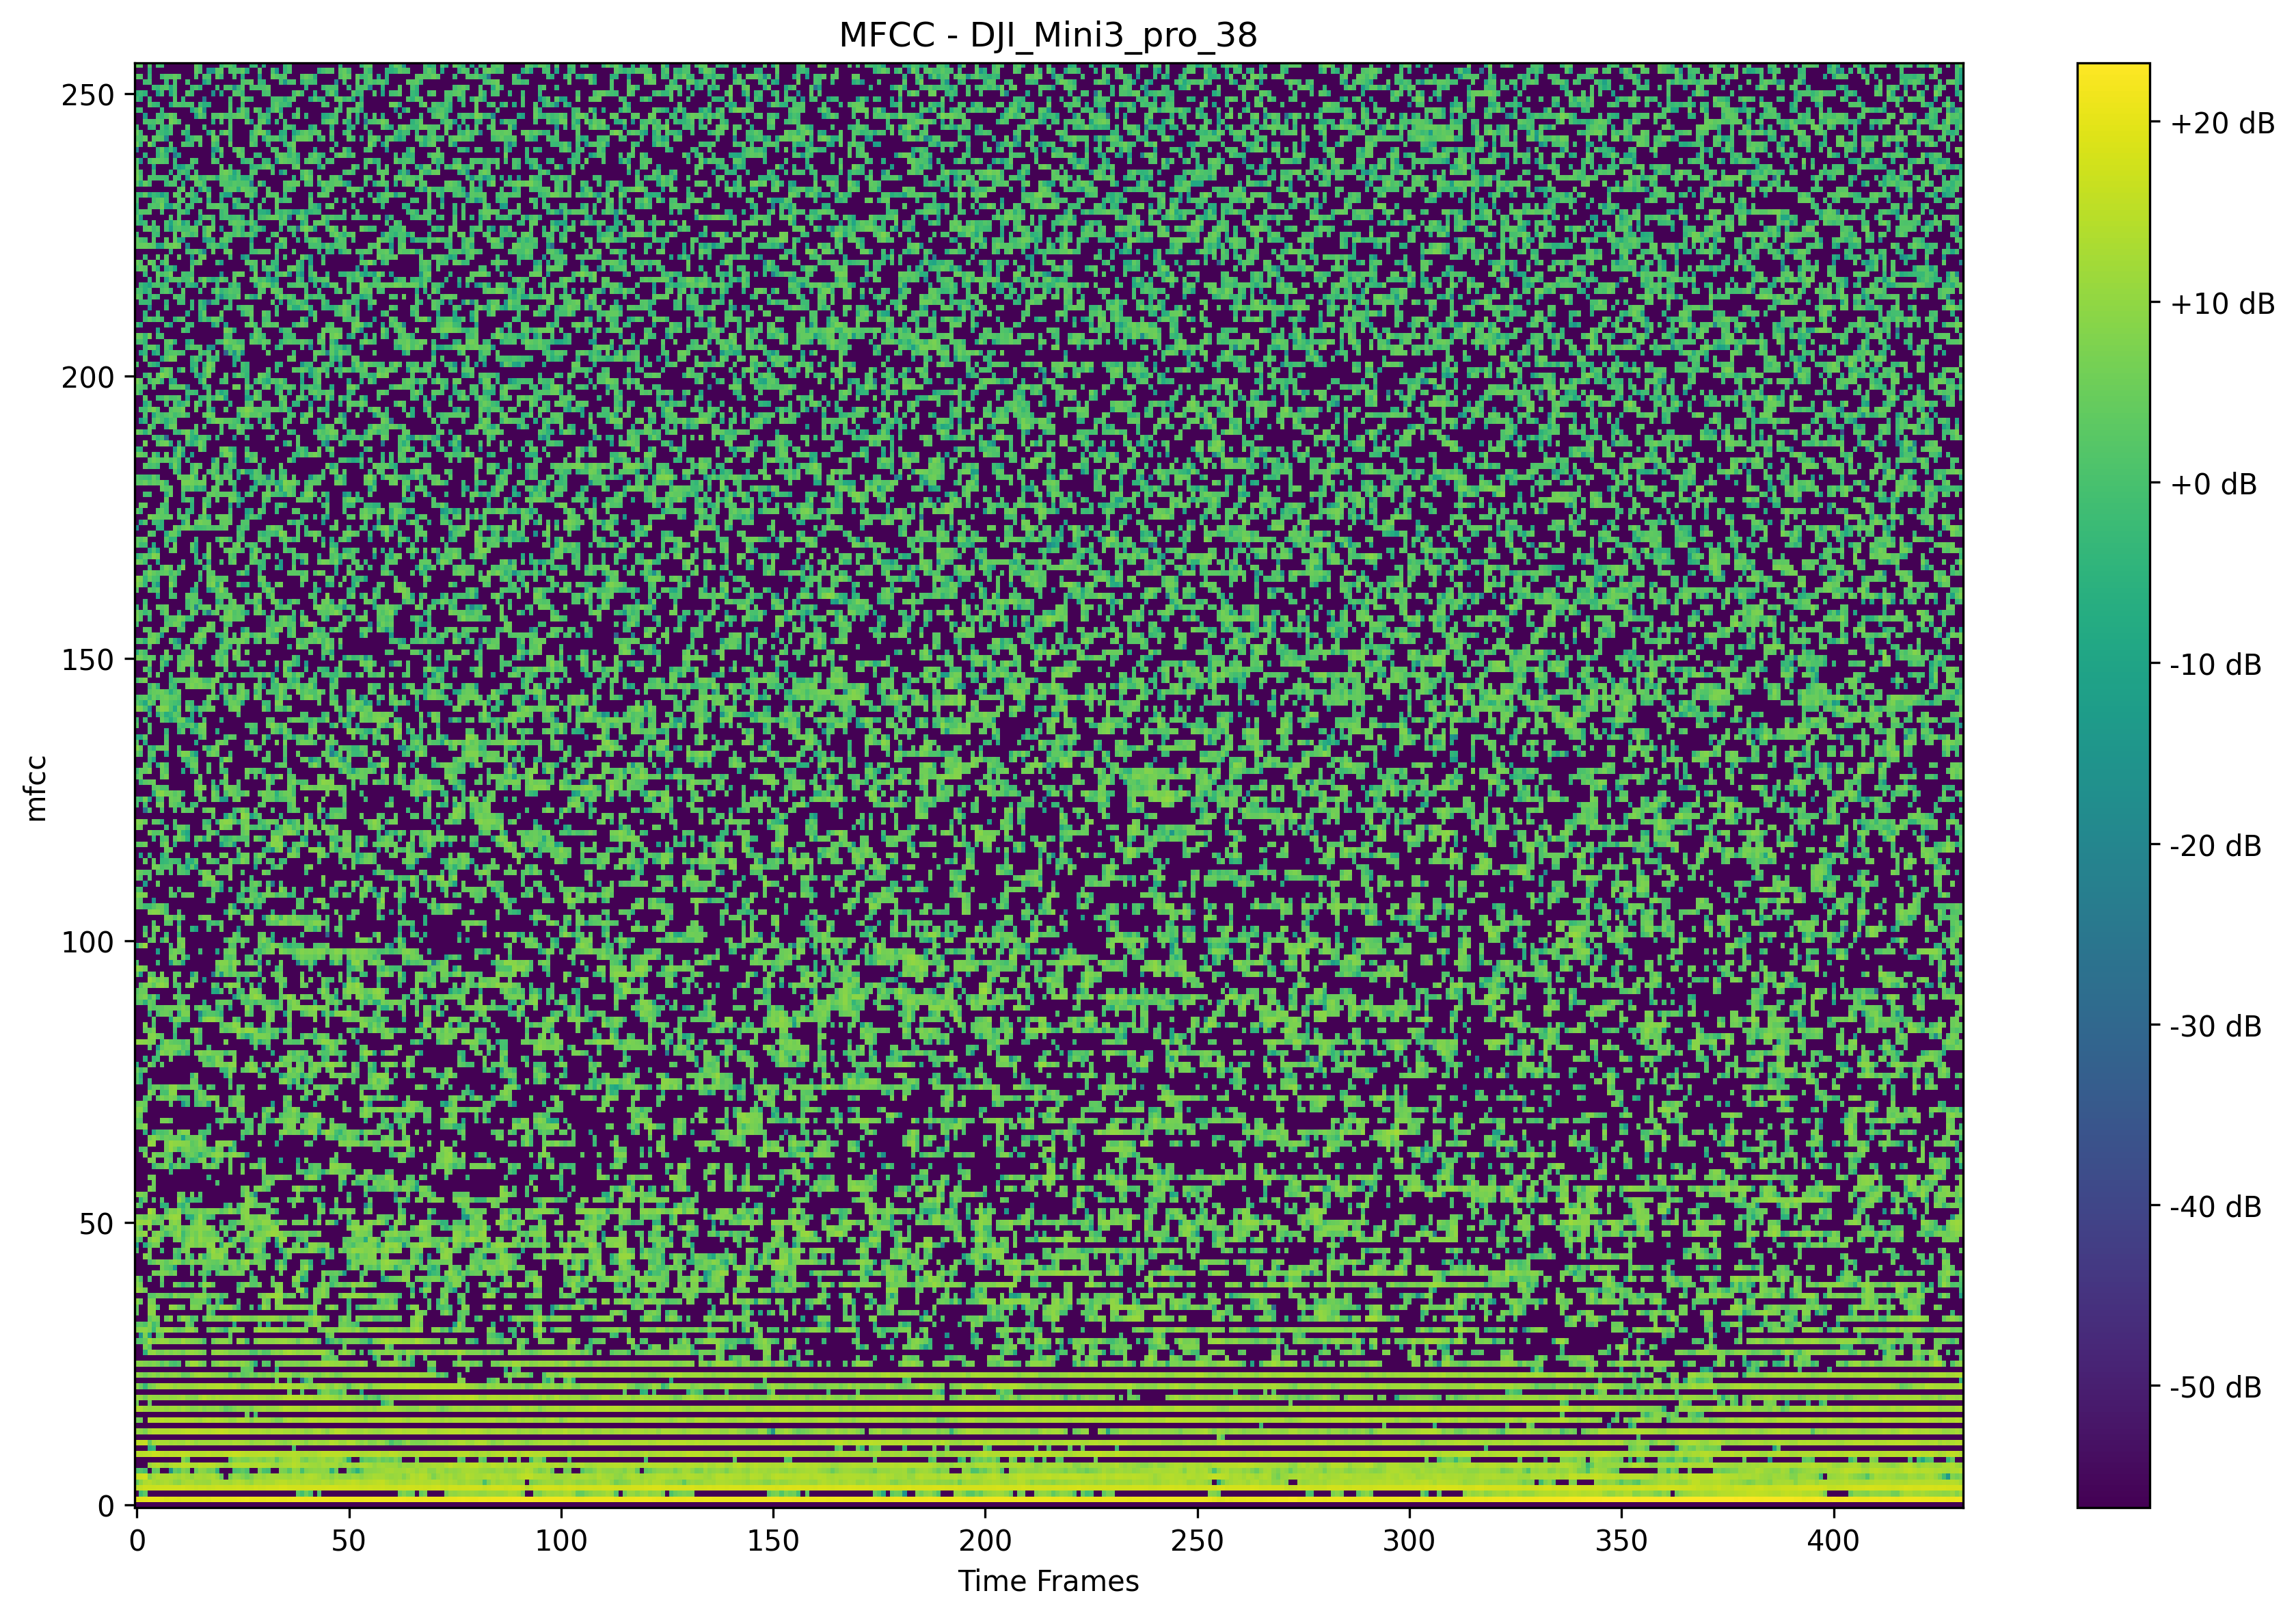 MFCC - DJI_Mini3_pro_38
250
200
150
100
50
0
mfcc
0 50 100 150 200 250 300 350 400
Time Frames
+20 dB
+10 dB
+0 dB
-10 dB
-20 dB
-30 dB
-40 dB
-50 dB